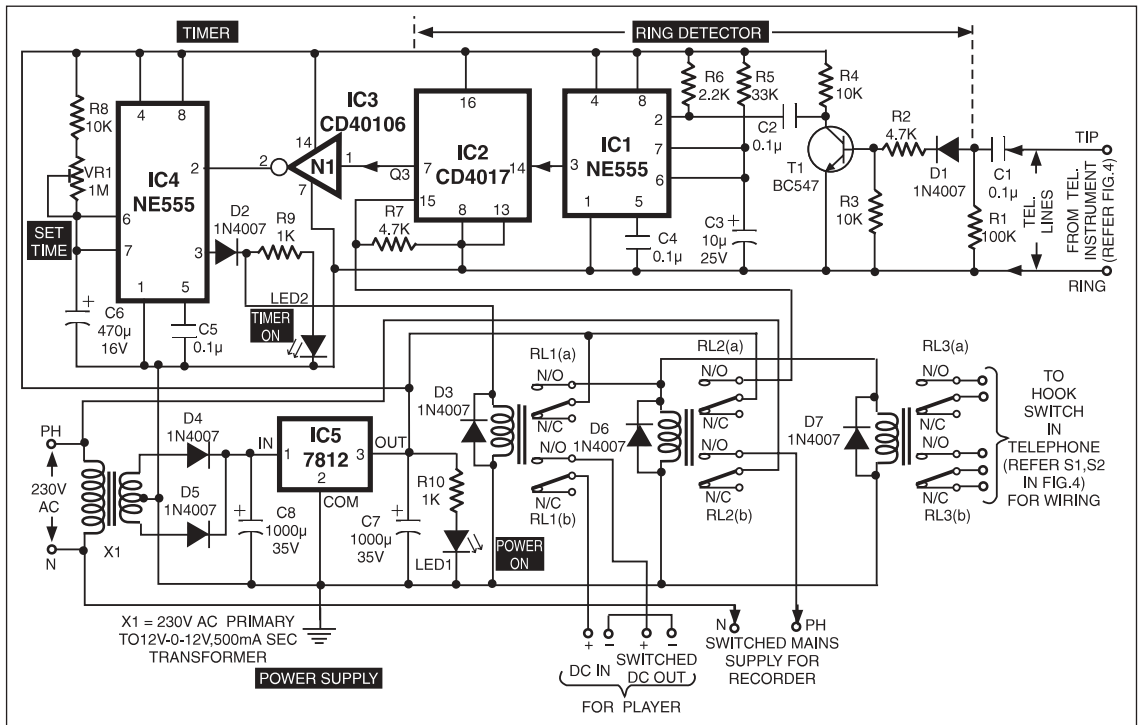 TIMER
RING DETECTOR
R8
10K
VR1
1M
SET
TIME
C6
470µ
16V
4
8
IC4
NE555
2
6
7
3
1
5
C5
0.1µ
D2
1N4007
R9
1K
LED2
TIMER
ON
IC3
CD40106
14
2
N1
1
7
Q3
16
IC2
CD4017
7
14
15
8
13
R7
4.7K
4
8
2
IC1
NE555
7
3
6
1
5
C4
0.1µ
R6
2.2K
R5
33K
R4
10K
C2
0.1µ
C3
10µ
25V
T1
BC547
R2
4.7K
R3
10K
D1
1N4007
C1
0.1µ
R1
100K
TIP
TEL.
LINES
FROM TEL.
INSTRUMENT
(REFER FIG.4)
RING
PH
230V
AC
N
X1
D4
1N4007
D5
1N4007
IN
IC5
7812
OUT
1
3
2
COM
C8
1000µ
35V
C7
1000µ
35V
R10
1K
LED1
POWER
ON
D3
1N4007
RL1(a)
N/O
N/C
N/O
N/C
RL1(b)
D6
1N4007
RL2(a)
N/O
N/C
N/O
N/C
RL2(b)
D7
1N4007
RL3(a)
N/O
N/C
N/O
N/C
RL3(b)
TO
HOOK
SWITCH
IN
TELEPHONE
(REFER S1,S2
IN FIG.4)
FOR WIRING
X1 = 230V AC PRIMARY
TO12V-0-12V,500mA SEC
TRANSFORMER
POWER SUPPLY
+ − + −
DC IN
SWITCHED
DC OUT
FOR PLAYER
N
PH
SWITCHED MAINS
SUPPLY FOR
RECORDER